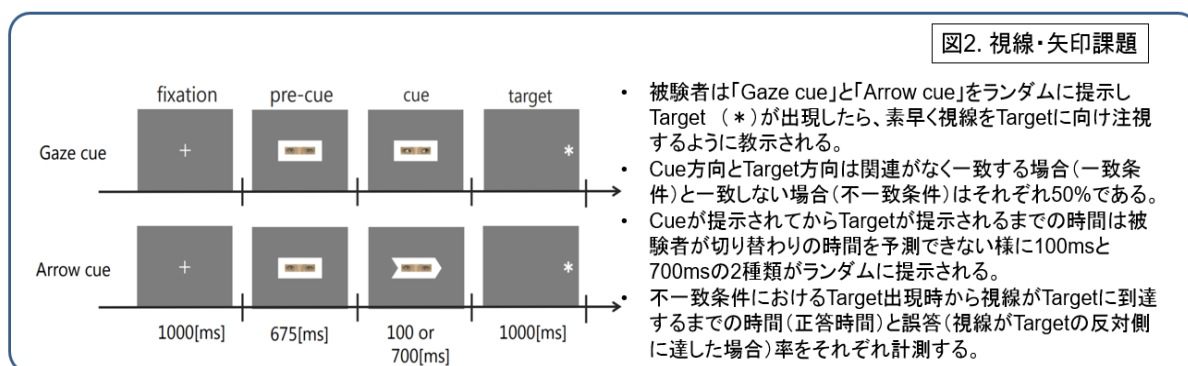 図2. 視線・矢印課題
fixation pre-cue cue target
Gaze cue
Arrow cue
1000[ms] 675[ms] 100 or 1000[ms]
700[ms]
• 被験者は「Gaze cue」と「Arrow cue」をランダムに提示し
Target （＊）が出現したら、素早く視線をTargetに向け注視
するように教示される。
• Cue方向とTarget方向は関連がなく一致する場合（一致条
件）と一致しない場合（不一致条件）はそれぞれ50%である。
• Cueが提示されてからTargetが提示されるまでの時間は被
験者が切り替わりの時間を予測できない様に100msと
700msの2種類がランダムに提示される。
• 不一致条件におけるTarget出現時から視線がTargetに到達
するまでの時間（正答時間）と誤答（視線がTargetの反対側
に達した場合）率をそれぞれ計測する。